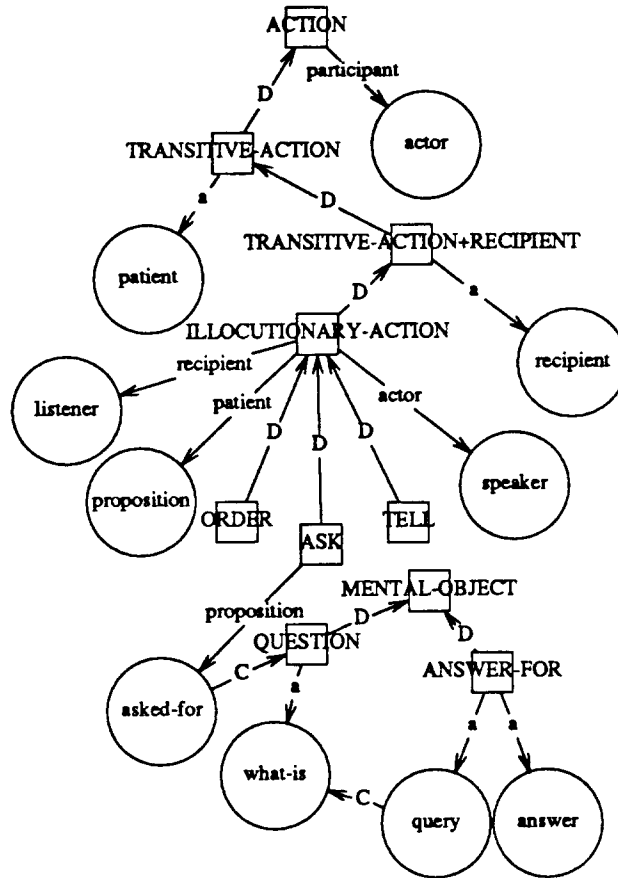 ACTION
participant
D
actor
TRANSITIVE-ACTION
a
D
patient
TRANSITIVE-ACTION+RECIPIENT
D
a
ILLOCUTIONARY-ACTION
recipient
recipient
patient
actor
listener
D
D
D
proposition
speaker
ORDER
TELL
ASK
MENTAL-OBJECT
proposition
D
QUESTION
D
C
ANSWER-FOR
asked-for
a
a
a
what-is
C
query
answer